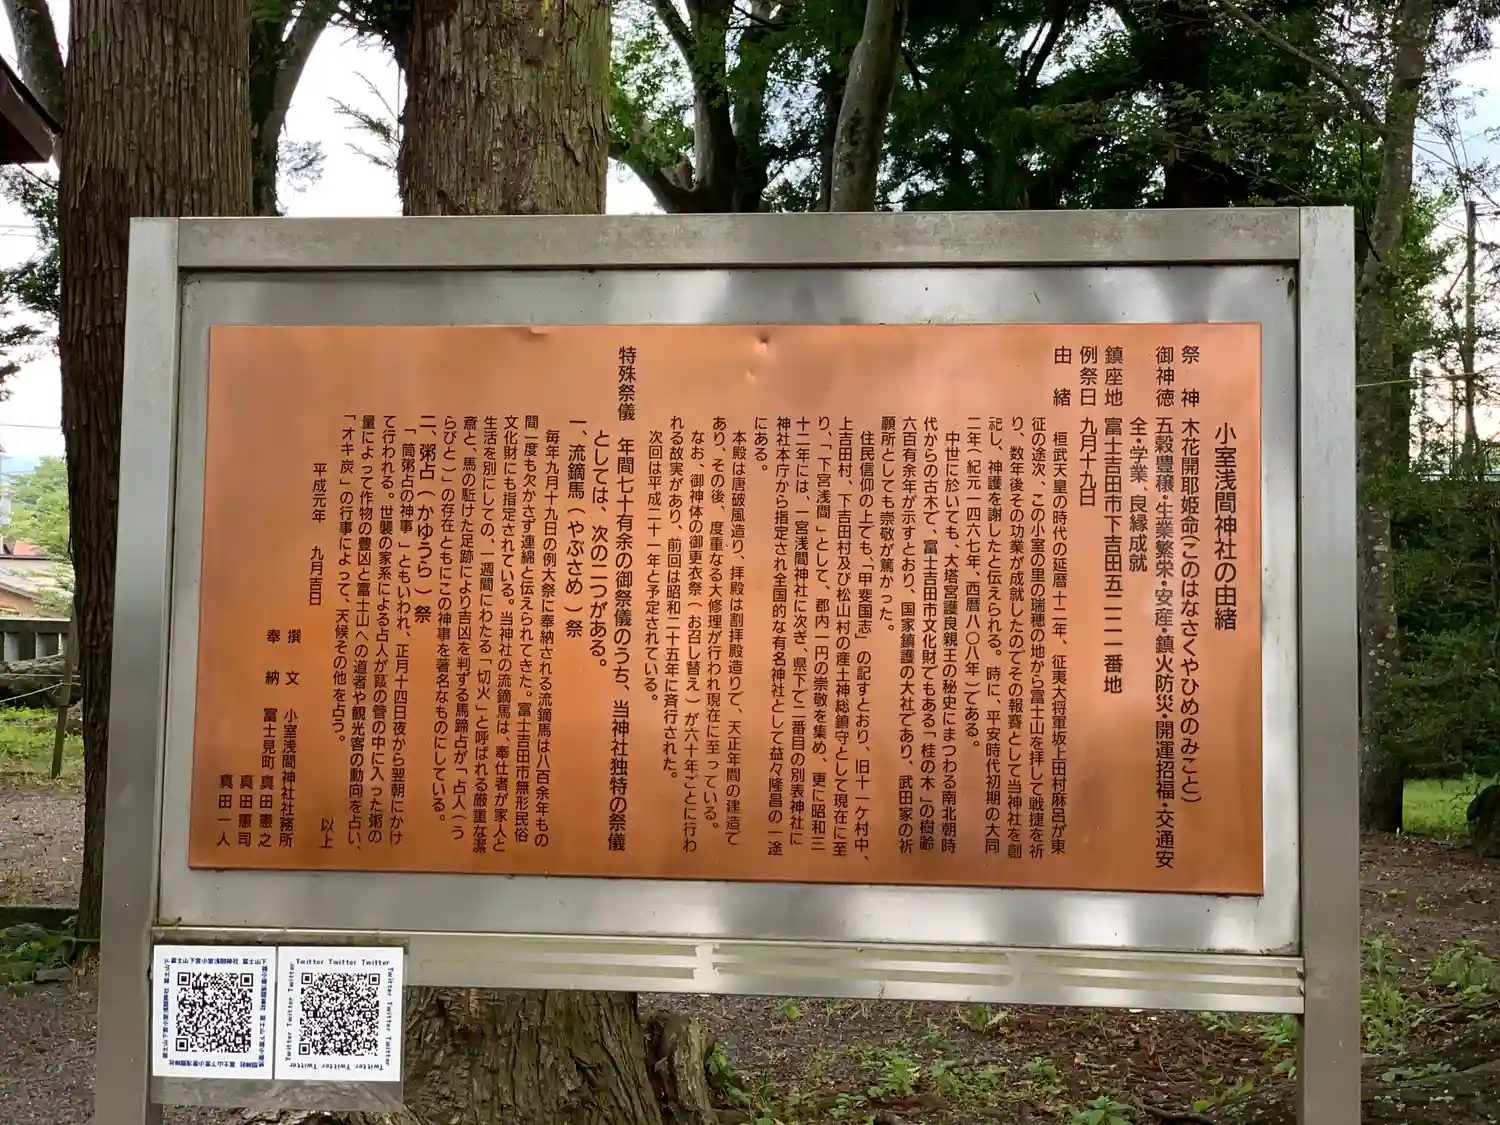 小室浅間神社の由緒
祭神 木花開耶姫命(このはなさくやひめのみこと)
御神徳 五穀豊穣・生業繁栄・安産・鎮火防災・開運招福・交通安
全・学業、良縁成就
鎮座地 富士吉田市下吉田五二二一番地
例祭日 九月十九日
由緒
桓武天皇の時代の延暦十二年、征夷大将軍坂上田村麻呂が東
征の途次、この小室の里の瑞穂の地から富士山を拝して戦捷を祈
り、数年後その功業が成就したのでその報賽として当神社を創
祀し、神護を謝したと伝えられる。時に、平安時代初期の大同
二年(紀元一四六七年、西暦八〇八年)である。
中世に於いても、大塔宮護良親王の秘史にまつわる南北朝時
代からの古木で、富士吉田市文化財でもある「桂の木」の樹齢
六百有余年が示すとおり、国家鎮護の大社であり、武田家の祈
願所としても崇敬が篤かった。
住民信仰の上でも、「甲斐国志」の記すとおり、旧十一ケ村中、
上吉田村、下吉田村及び松山村の産土神総鎮守として現在に至
り、「下宮浅間」として、郡内一円の崇敬を集め、更に昭和三
十二年には、一宮浅間神社に次ぎ、県下で二番目の別表神社に
神社本庁から指定され全国的な有名神社として益々隆昌の一途
にある。
本殿は唐破風造り、拝殿は割拝殿造りで、天正年間の建造で
あり、その後、度重なる大修理が行われ現在に至っている。
なお、御神体の御更衣祭(お召し替え)が六十年ごとに行わ
れる故実があり、前回は昭和二十五年に斉行された。
次回は平成二十一年と予定されている。
特殊祭儀 年間七十有余の御祭儀のうち、当神社独特の祭儀
としては、次の二つがある。
一、流鏑馬(やぶさめ)祭
毎年九月十九日の例大祭に奉納される流鏑馬は八百余年もの
間一度も欠かさず連綿と伝えられてきた。富士吉田市無形民俗
文化財にも指定されている。当神社の流鏑馬は、奉仕者が家人と
生活を別にしての、一週間にわたる「切火」と呼ばれる厳重な潔
斎と、馬の駈けた足跡により吉凶を判ずる馬蹄占が「占人(う
らびと)」の存在ともにこの神事を著名なものにしている。
二、粥占(かゆうら)祭
「筒粥占の神事」ともいわれ、正月十四日夜から翌朝にかけ
て行われる。世襲の家系による占人が葭の管の中に入った粥の
量によって作物の豊凶と富士山への道者や観光客の動向を占い、
「オキ炭」の行事によって、天候その他を占う。
以上
平成元年 九月吉日
撰文 小室浅間神社社務所
奉納 富士見町 真田憲之
真田憲司
真田一人
Twitter Twitter Twitter
Twitter Twitter Twitter
Twitter Twitter Twitter
Twitter Twitter Twitter